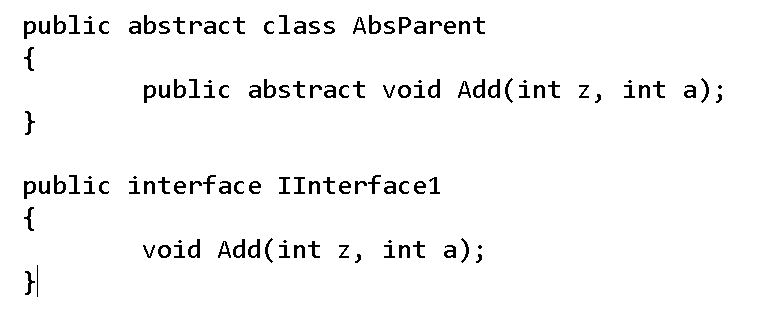 public abstract class AbsParent
{
        public abstract void Add(int z, int a);
}

public interface IInterface1
{
        void Add(int z, int a);
}